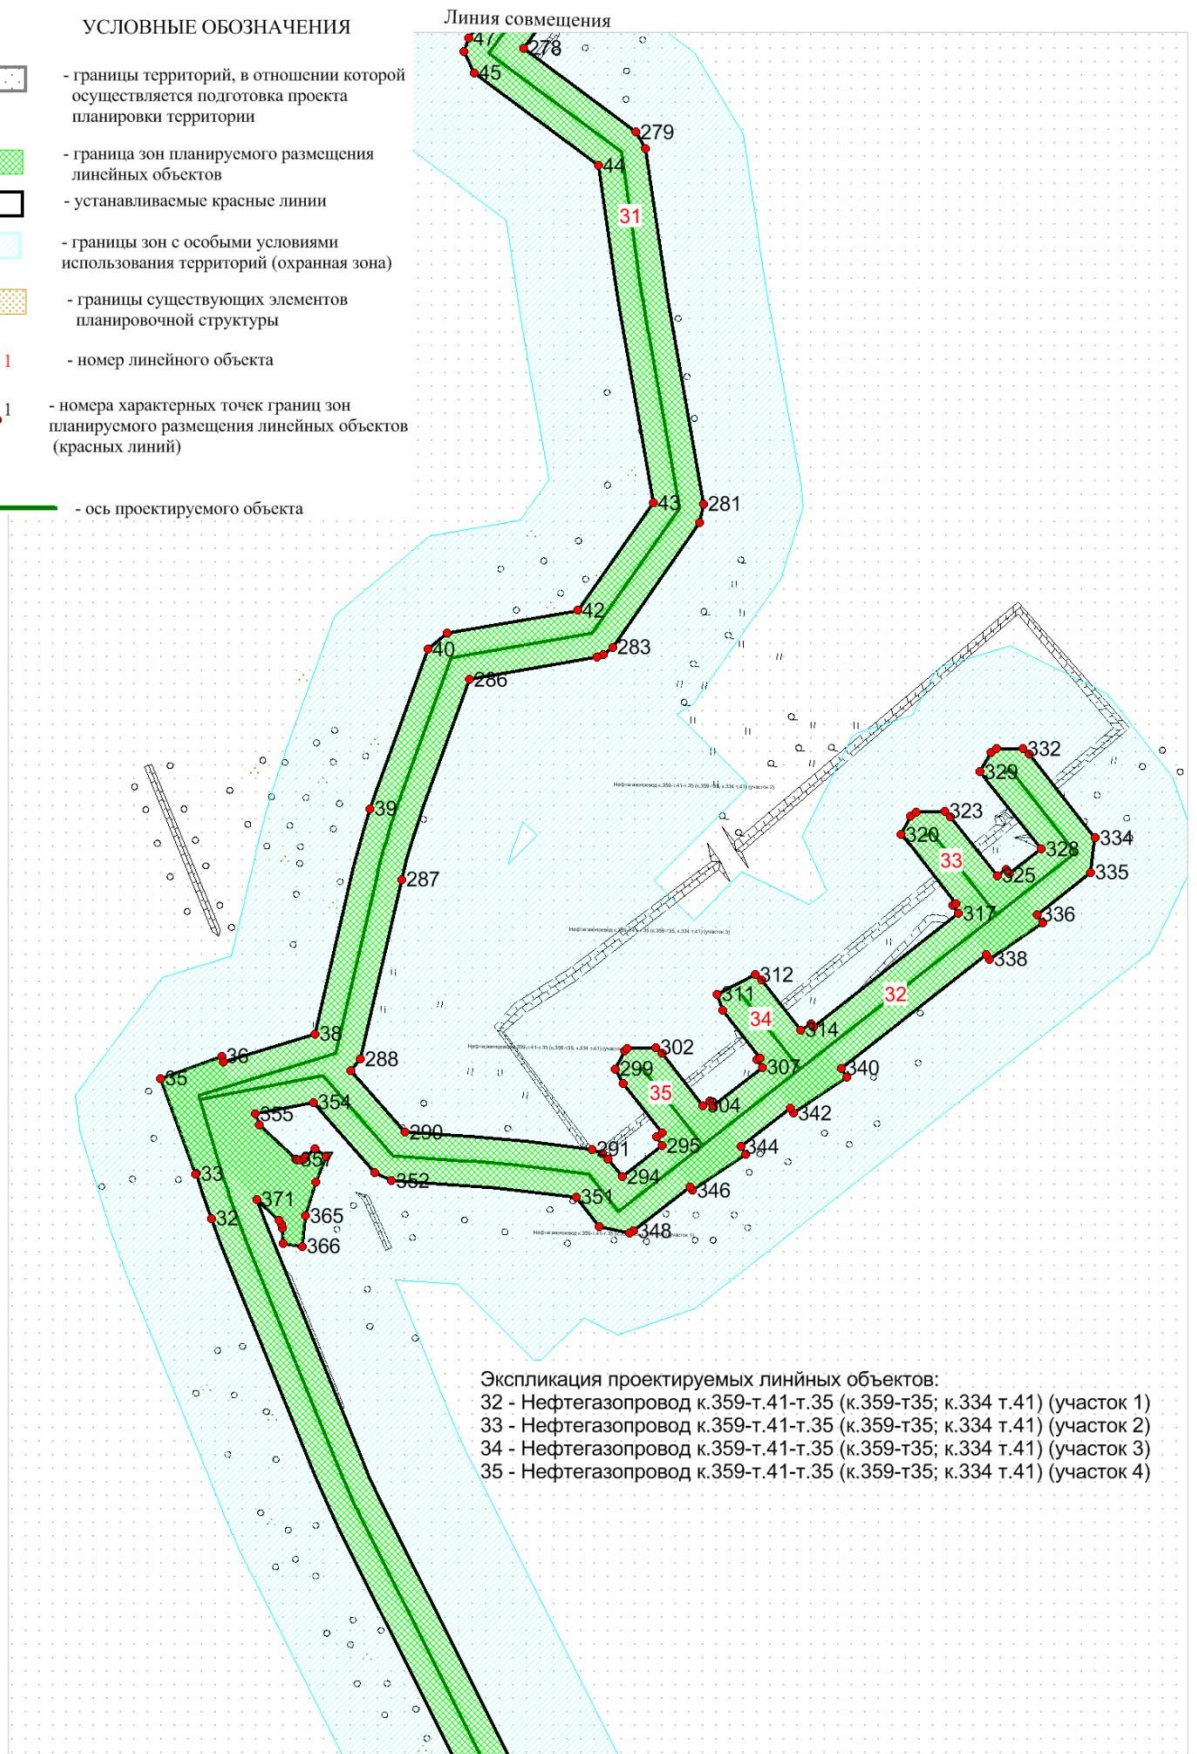 УСЛОВНЫЕ ОБОЗНАЧЕНИЯ
- границы территорий, в отношении которой
осуществляется подготовка проекта
планировки территории
- граница зон планируемого размещения
линейных объектов
- устанавливаемые красные линии
- границы зон с особыми условиями
использования территорий (охранная зона)
- границы существующих элементов
планировочной структуры
1 - номер линейного объекта
1 - номера характерных точек границ зон
планируемого размещения линейных объектов
(красных линий)
- ось проектируемого объекта
Линия совмещения
47
278
45
279
44
31
43
281
42
283
40
286
332
329
39
323
320
334
328
33
325
335
287
317
336
338
312
311
32
34
314
38
302
36
288
307
340
299
35
35
304
354
342
355
290
295
291
344
357
33
294
352
346
371
351
365
32
348
366
Экспликация проектируемых линйных объектов:
32 - Нефтегазопровод к.359-т.41-т.35 (к.359-т35; к.334 т.41) (участок 1)
33 - Нефтегазопровод к.359-т.41-т.35 (к.359-т35; к.334 т.41) (участок 2)
34 - Нефтегазопровод к.359-т.41-т.35 (к.359-т35; к.334 т.41) (участок 3)
35 - Нефтегазопровод к.359-т.41-т.35 (к.359-т35; к.334 т.41) (участок 4)